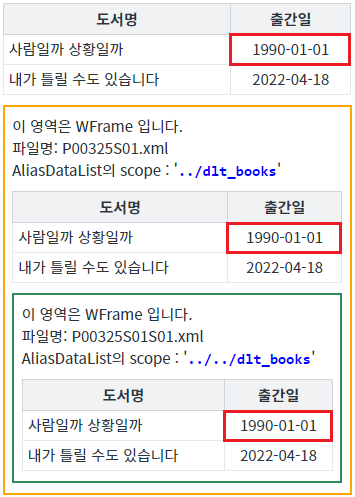 도서명 출간일
사람일까 상황일까 1990-01-01
내가 틀릴 수도 있습니다 2022-04-18
이 영역은 WFrame 입니다.
파일명: P00325S01.xml
AliasDataList의 scope : '../dlt_books'
도서명 출간일
사람일까 상황일까 1990-01-01
내가 틀릴 수도 있습니다 2022-04-18
이 영역은 WFrame 입니다.
파일명: P00325S01S01.xml
AliasDataList의 scope : '../../dlt_books'
도서명 출간일
사람일까 상황일까 1990-01-01
내가 틀릴 수도 있습니다 2022-04-18